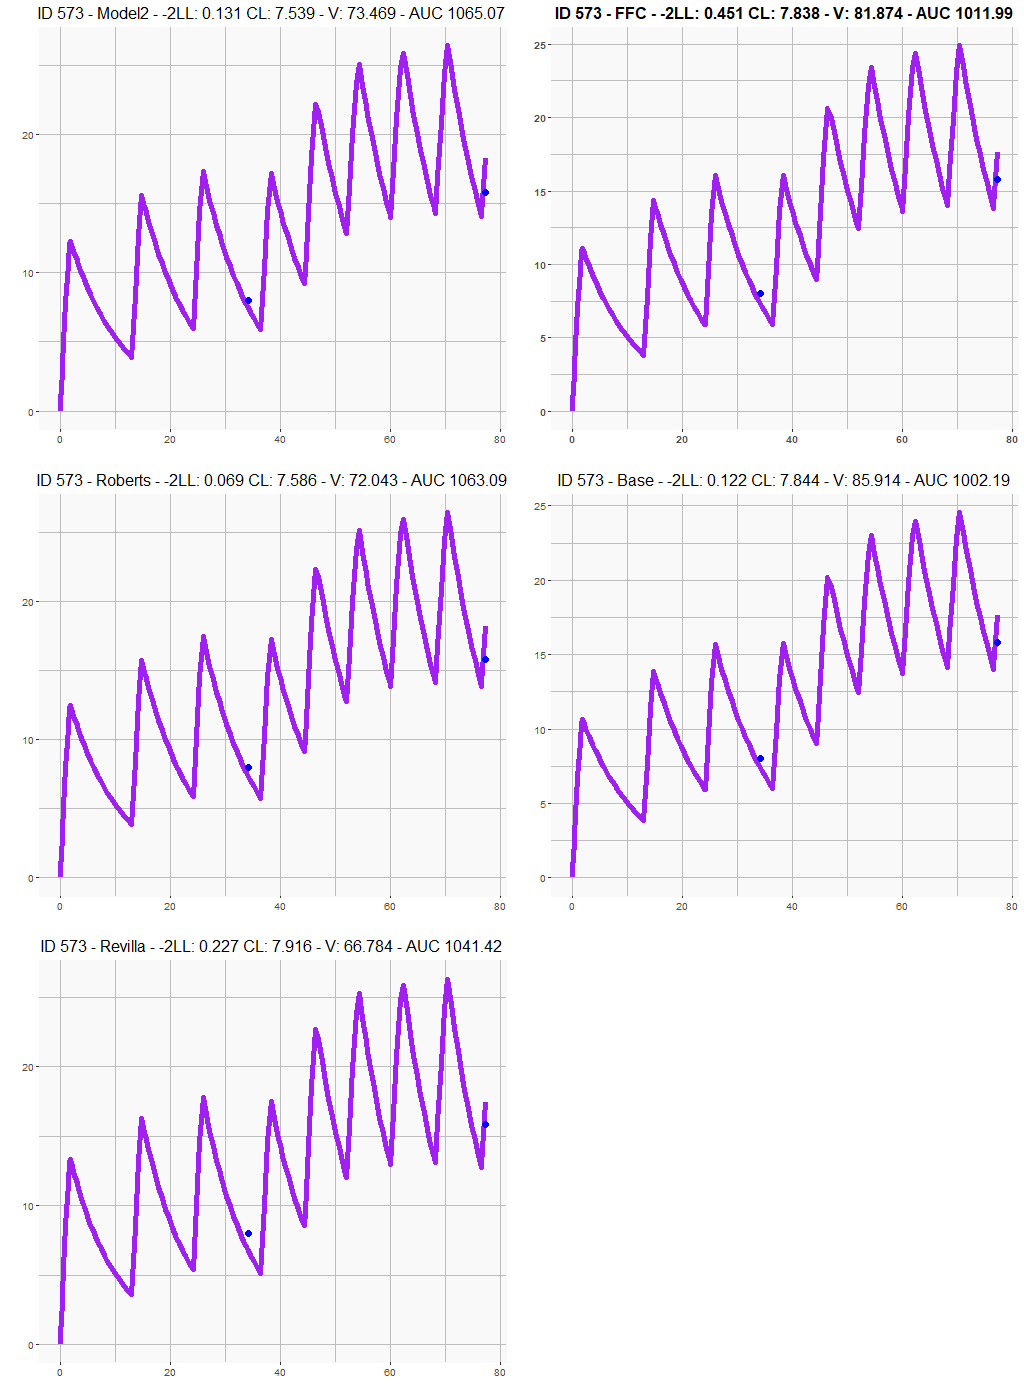 ID 573 - Model2 - -2LL: 0.131 CL: 7.539 - V: 73.469 - AUC 1065.07
20
10
0
0 20 40 60 80
ID 573 - FFC - -2LL: 0.451 CL: 7.838 - V: 81.874 - AUC 1011.99
25
20
15
10
5
0
0 20 40 60 80
ID 573 - Roberts - -2LL: 0.069 CL: 7.586 - V: 72.043 - AUC 1063.09
20
10
0
0 20 40 60 80
ID 573 - Base - -2LL: 0.122 CL: 7.844 - V: 85.914 - AUC 1002.19
25
20
15
10
5
0
0 20 40 60 80
ID 573 - Revilla - -2LL: 0.227 CL: 7.916 - V: 66.784 - AUC 1041.42
20
10
0
0 20 40 60 80